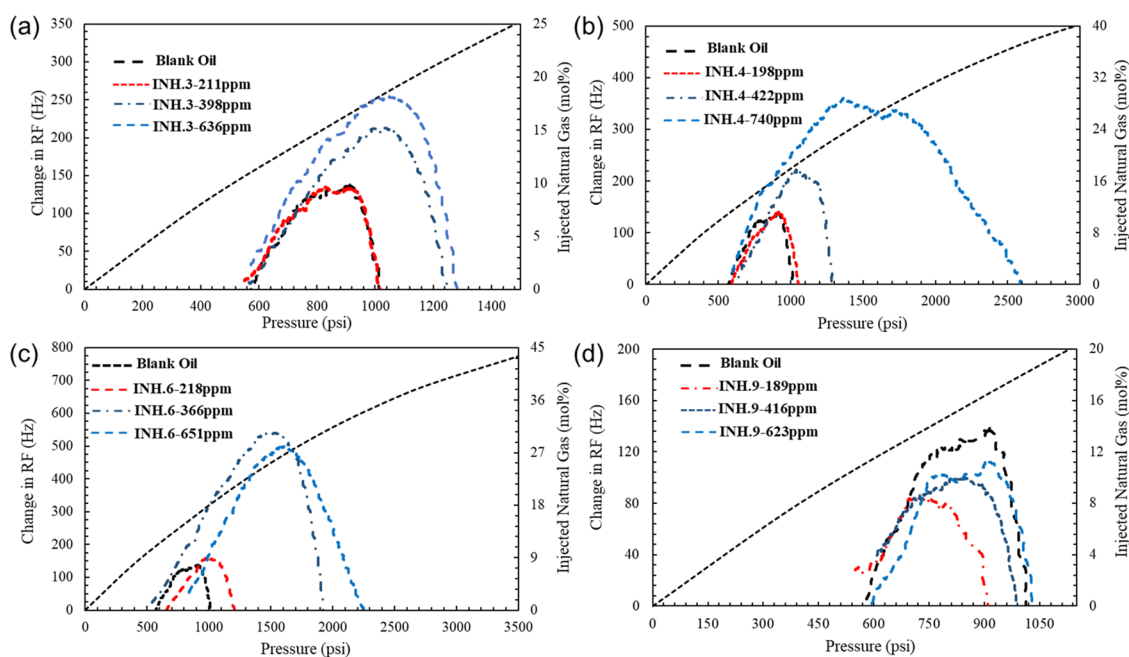 (a)
350
300
250
200
150
100
50
0
Change in RF (Hz)
Blank Oil
INH.3-211ppm
INH.3-398ppm
INH.3-636ppm
25
20
15
10
5
0
Injected Natural Gas (mol%)
0 200 400 600 800 1000 1200 1400
Pressure (psi)
(b)
500
400
300
200
100
0
Change in RF (Hz)
Blank Oil
INH.4-198ppm
INH.4-422ppm
INH.4-740ppm
40
32
24
16
8
0
Injected Natural Gas (mol%)
0 500 1000 1500 2000 2500 3000
Pressure (psi)
(c)
800
700
600
500
400
300
200
100
0
Change in RF (Hz)
Blank Oil
INH.6-218ppm
INH.6-366ppm
INH.6-651ppm
45
36
27
18
9
0
Injected Natural Gas (mol%)
0 500 1000 1500 2000 2500 3000 3500
Pressure (psi)
(d)
200
160
120
80
40
0
Change in RF (Hz)
Blank Oil
INH.9-189ppm
INH.9-416ppm
INH.9-623ppm
20
16
12
8
4
0
Injected Natural Gas (mol%)
0 150 300 450 600 750 900 1050
Pressure (psi)